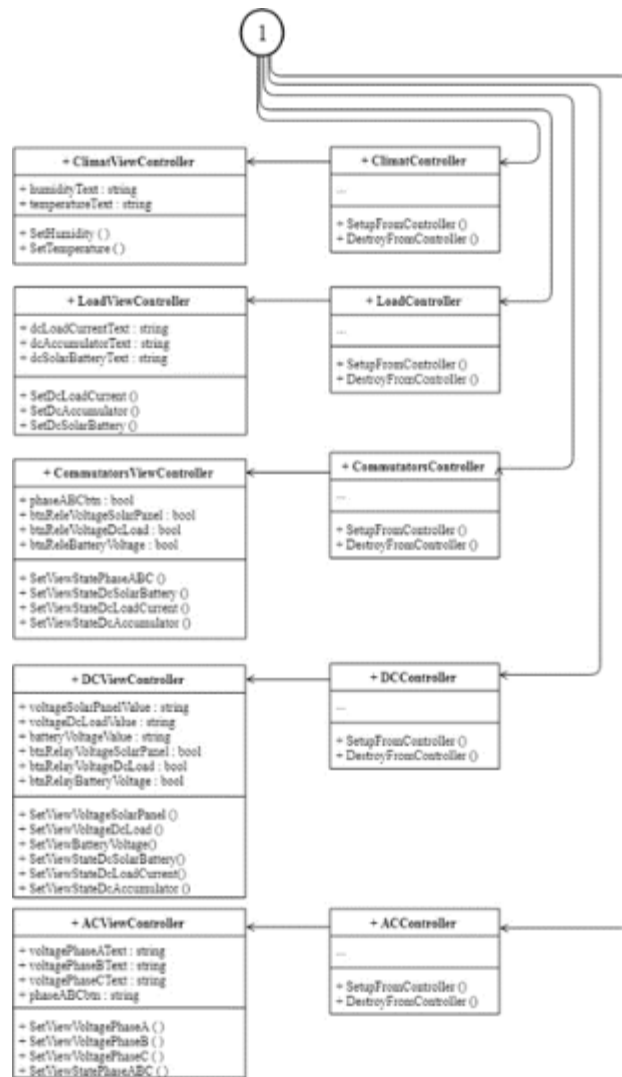 1
+ ClimatViewController
+ humidityText : string
+ temperatureText : string
+ SetHumidity ( )
+ SetTemperature ( )
+ ClimatController
...
+ SetupFromController ()
+ DestroyFromController ()
+ LoadViewController
+ dcLoadCurrentText : string
+ dcAccumulatorText : string
+ dcSolarBatteryText : string
+ SetDcLoadCurrent ()
+ SetDcAccumulator ()
+ SetDcSolarBattery ()
+ LoadController
...
+ SetupFromController ()
+ DestroyFromController ()
+ CommutatorsViewController
+ phaseABCbtn : bool
+ btnReleVoltageSolarPanel : bool
+ btnReleVoltageDcLoad : bool
+ btnReleBatteryVoltage : bool
+ SetViewStatePhaseABC ()
+ SetViewStateDcSolarBattery ()
+ SetViewStateDcLoadCurrent ()
+ SetViewStateDcAccumulator ()
+ CommutatorsController
...
+ SetupFromController ()
+ DestroyFromController ()
+ DCViewController
+ voltageSolarPanelValue : string
+ voltageDcLoadValue : string
+ batteryVoltageValue : string
+ btnRelayVoltageSolarPanel : bool
+ btnRelayVoltageDcLoad : bool
+ btnRelayBatteryVoltage : bool
+ SetViewVoltageSolarPanel ()
+ SetViewVoltageDcLoad ()
+ SetViewBatteryVoltage()
+ SetViewStateDcSolarBattery()
+ SetViewStateDcLoadCurrent()
+ SetViewStateDcAccumulator ()
+ DCController
...
+ SetupFromController ()
+ DestroyFromController ()
+ ACViewController
+ voltagePhaseAText : string
+ voltagePhaseBText : string
+ voltagePhaseCText : string
+ phaseABCbtn : string
+ SetViewVoltagePhaseA ( )
+ SetViewVoltagePhaseB ( )
+ SetViewVoltagePhaseC ( )
+ SetViewStatePhaseABC ( )
+ ACController
...
+ SetupFromController ()
+ DestroyFromController ()